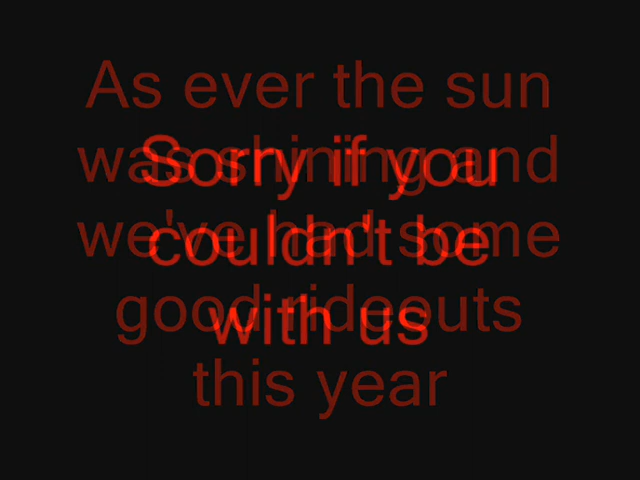 As ever the sun
was shining and
we've had some
good rideouts
this year
Sorry if you
couldn't be
with us